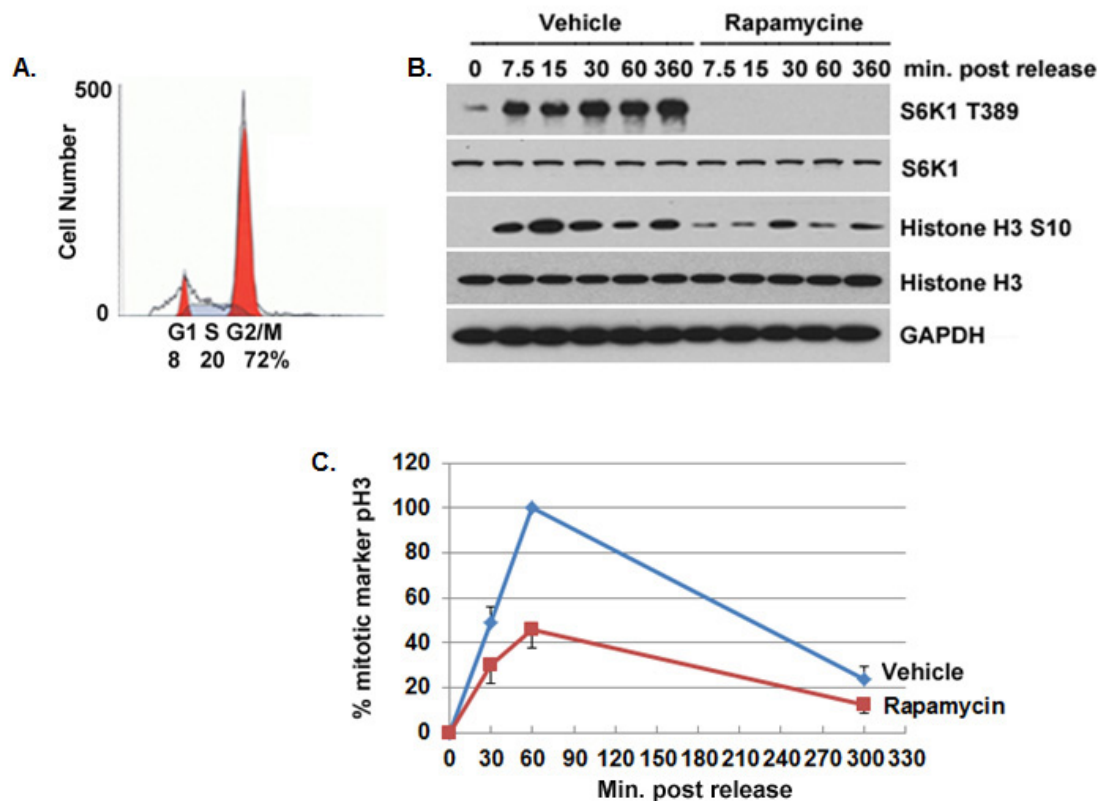 Vehicle Rapamycine
A. B. 0 7.5 15 30 60 360 7.5 15 30 60 360 min. post release
500
Cell Number
0
G1 S G2/M
8 20 72%
S6K1 T389
S6K1
Histone H3 S10
Histone H3
GAPDH
C.
% mitotic marker pH3
120
100
80
60
40
20
0
Vehicle
Rapamycin
0 30 60 90 120 150 180 210 240 270 300 330
Min. post release